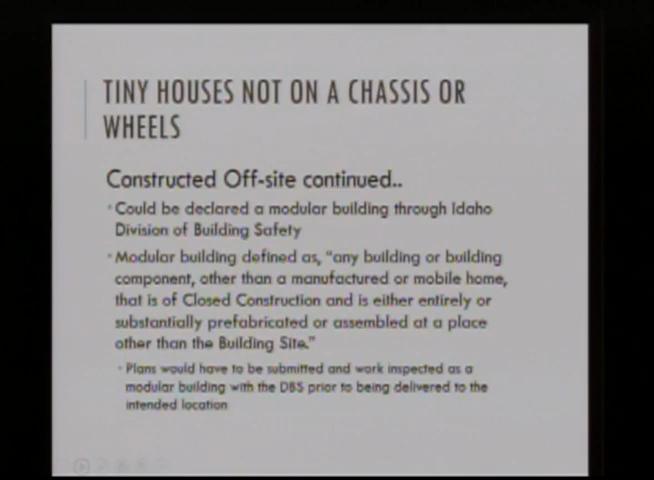 TINY HOUSES NOT ON A CHASSIS OR
WHEELS
Constructed Off-site continued..
Could be declared a modular building through Idaho
Division of Building Safety
Modular building defined as, "any building or building
component, other than a manufactured or mobile home,
that is of Closed Construction and is either entirely or
substantially prefabricated or assembled at a place
other than the Building Site."
Plans would have to be submitted and work inspected as a
modular building with the DBS prior to being delivered to the
intended location